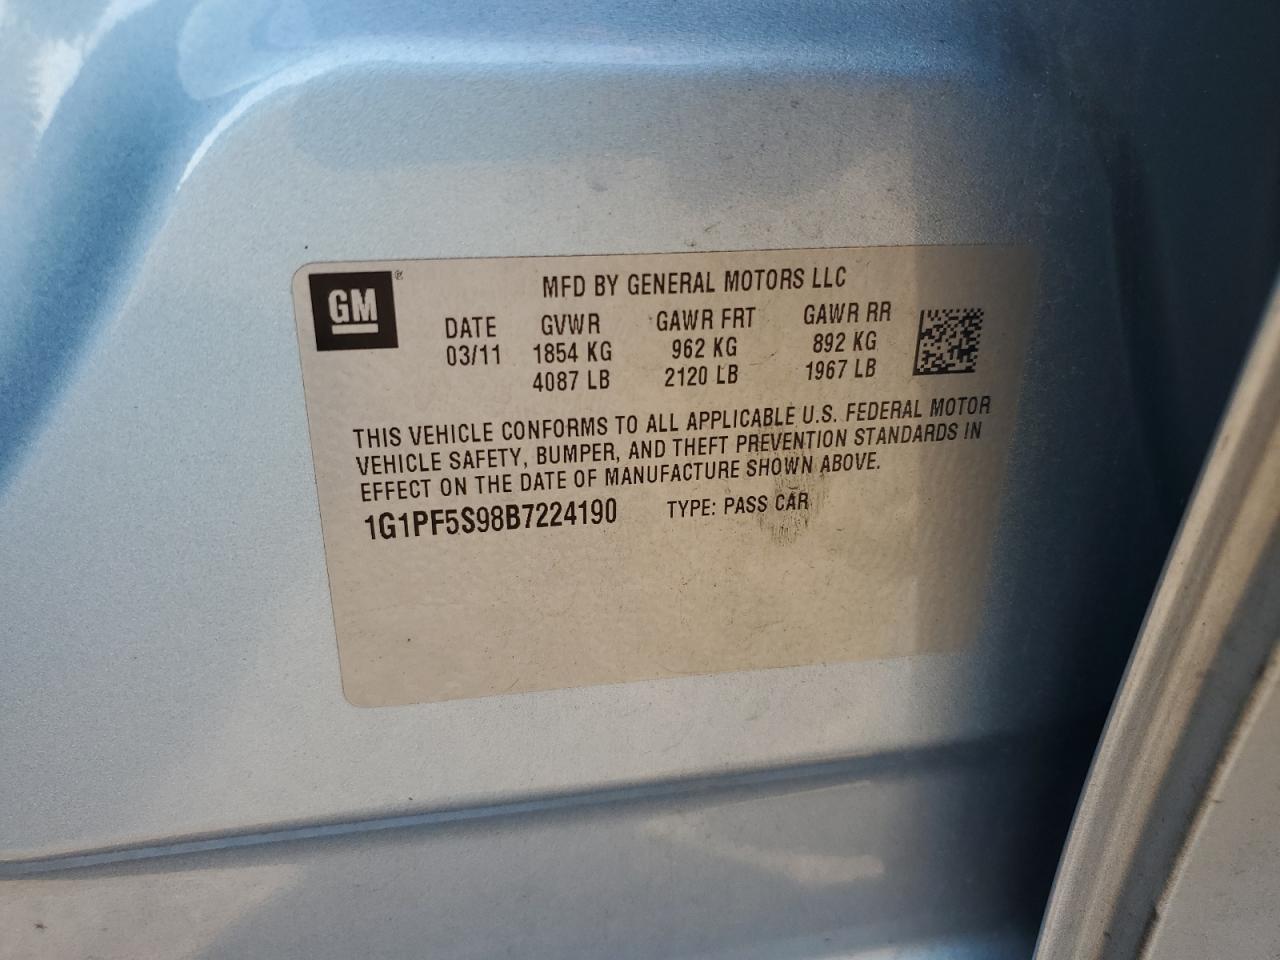 GM®
MFD BY GENERAL MOTORS LLC
DATE GVWR GAWR FRT GAWR RR
03/11 1854 KG 962 KG 892 KG
4087 LB 2120 LB 1967 LB
THIS VEHICLE CONFORMS TO ALL APPLICABLE U.S. FEDERAL MOTOR
VEHICLE SAFETY, BUMPER, AND THEFT PREVENTION STANDARDS IN
EFFECT ON THE DATE OF MANUFACTURE SHOWN ABOVE.
1G1PF5S98B7224190 TYPE: PASS CAR